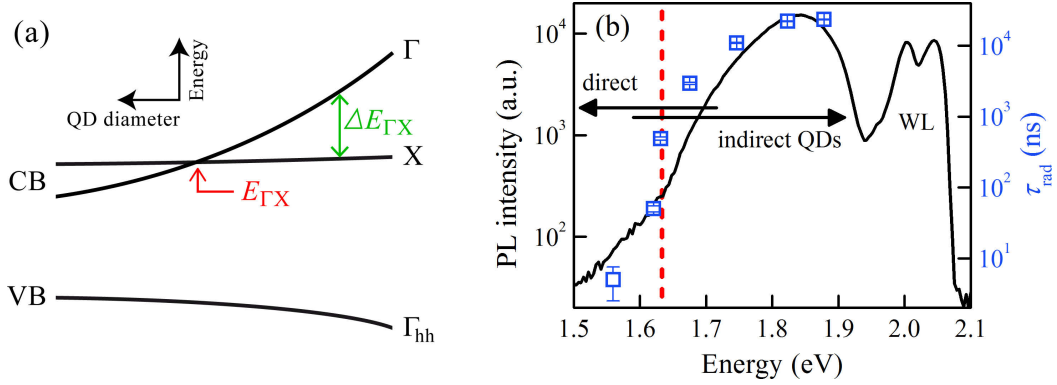 (a)
Energy
QD diameter
Γ
ΔE_ΓX
X
CB
E_ΓX
VB
Γ_hh
(b)
PL intensity (a.u.)
10^4
10^3
10^2
direct
indirect QDs
WL
10^4
10^3
10^2
10^1
τ_rad (ns)
1.5 1.6 1.7 1.8 1.9 2.0 2.1
Energy (eV)